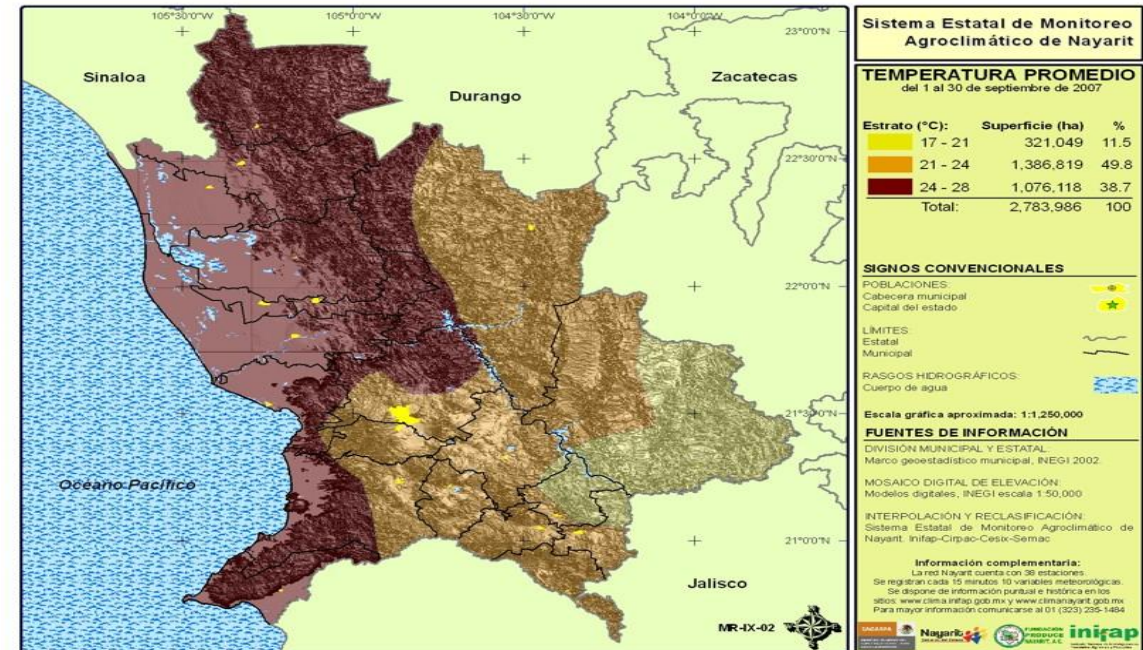 105°30'0"W 105°0'0"W 104°30'0"W 104°0'0"W
23°0'0"N
22°30'0"N
22°0'0"N
21°30'0"N
21°0'0"N
Sinaloa
Durango
Zacatecas
Océano Pacífico
Jalisco
MR-IX-02
Sistema Estatal de Monitoreo
Agroclimático de Nayarit
TEMPERATURA PROMEDIO
del 1 al 30 de septiembre de 2007
Estrato (°C): Superficie (ha) %
17 - 21 321,049 11.5
21 - 24 1,386,819 49.8
24 - 28 1,076,118 38.7
Total: 2,783,986 100
SIGNOS CONVENCIONALES
POBLACIONES:
Cabecera municipal
Capital del estado
LÍMITES:
Estatal
Municipal
RASGOS HIDROGRÁFICOS:
Cuerpo de agua
Escala gráfica aproximada: 1:1,250,000
FUENTES DE INFORMACIÓN
DIVISIÓN MUNICIPAL Y ESTATAL:
Marco geoestadístico municipal, INEGI 2002.
MOSAICO DIGITAL DE ELEVACIÓN:
Modelos digitales, INEGI escala 1:50,000
INTERPOLACIÓN Y RECLASIFICACIÓN:
Sistema Estatal de Monitoreo Agroclimático de
Nayarit. Inifap-Cirpac-Cesix-Semac
Información complementaria:
La red Nayarit cuenta con 38 estaciones.
Se registran cada 15 minutos 10 variables meteorológicas.
Se dispone de información puntual e histórica en los
sitios: www.clima.inifap.gob.mx y www.climanayarit.gob.mx
Para mayor información comunicarse al 01 (323) 235-1484
SAGARPA
Nayarit
FUNDACIÓN
PRODUCE
NAYARIT, A.C.
inifap